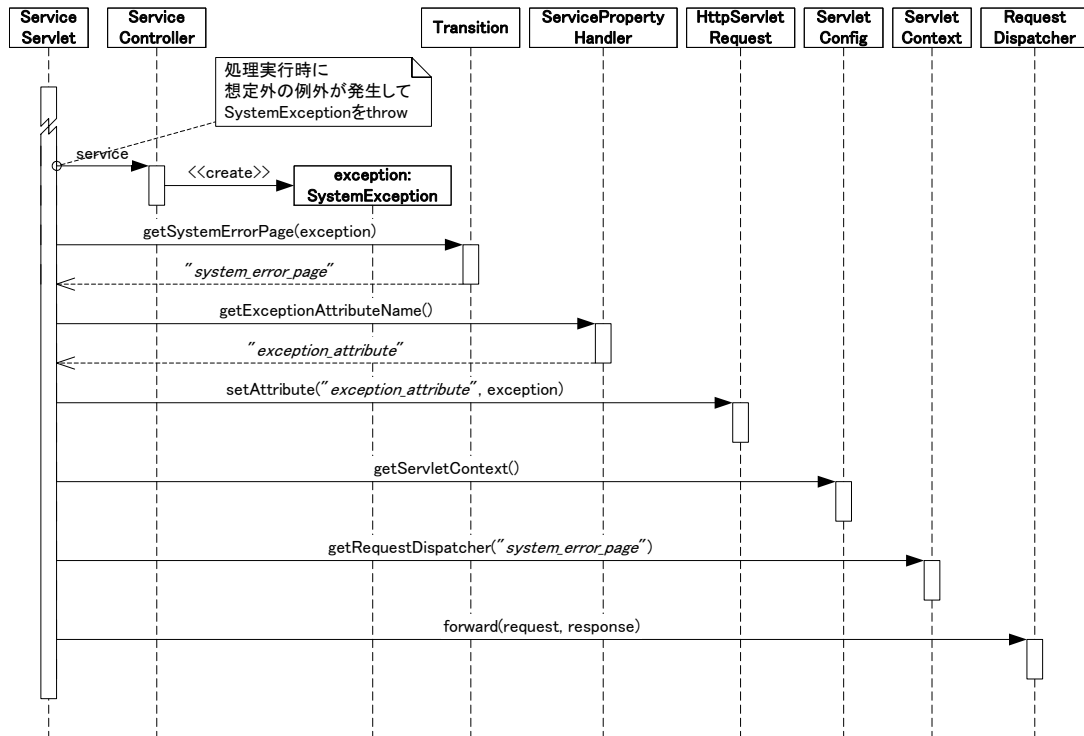 Service
Servlet
Service
Controller
Transition
ServiceProperty
Handler
HttpServlet
Request
Servlet
Config
Servlet
Context
Request
Dispatcher
処理実行時に
想定外の例外が発生して
SystemExceptionをthrow
service
<<create>>
exception:
SystemException
getSystemErrorPage(exception)
"system_error_page"
getExceptionAttributeName()
"exception_attribute"
setAttribute("exception_attribute", exception)
getServletContext()
getRequestDispatcher("system_error_page")
forward(request, response)